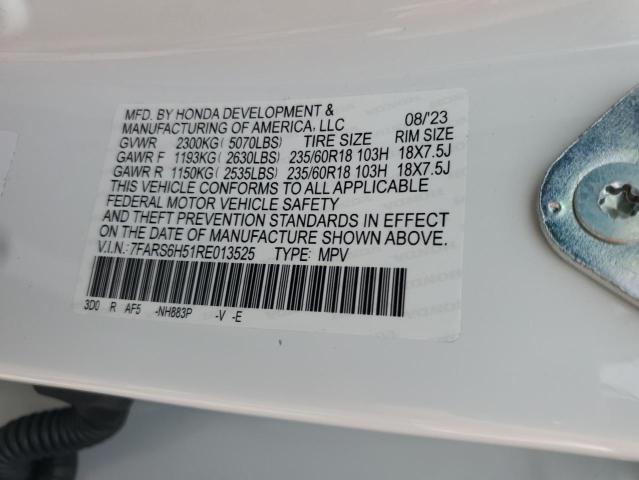 MFD. BY HONDA DEVELOPMENT &
MANUFACTURING OF AMERICA, LLC 08/'23
GVWR 2300KG( 5070LBS) TIRE SIZE RIM SIZE
GAWR F 1193KG( 2630LBS) 235/60R18 103H 18X7.5J
GAWR R 1150KG( 2535LBS) 235/60R18 103H 18X7.5J
THIS VEHICLE CONFORMS TO ALL APPLICABLE
FEDERAL MOTOR VEHICLE SAFETY
AND THEFT PREVENTION STANDARDS IN EFFECT
ON THE DATE OF MANUFACTURE SHOWN ABOVE.
V.I.N.: 7FARS6H51RE013525 TYPE: MPV
3D0 R AF5 -NH883P -V -E